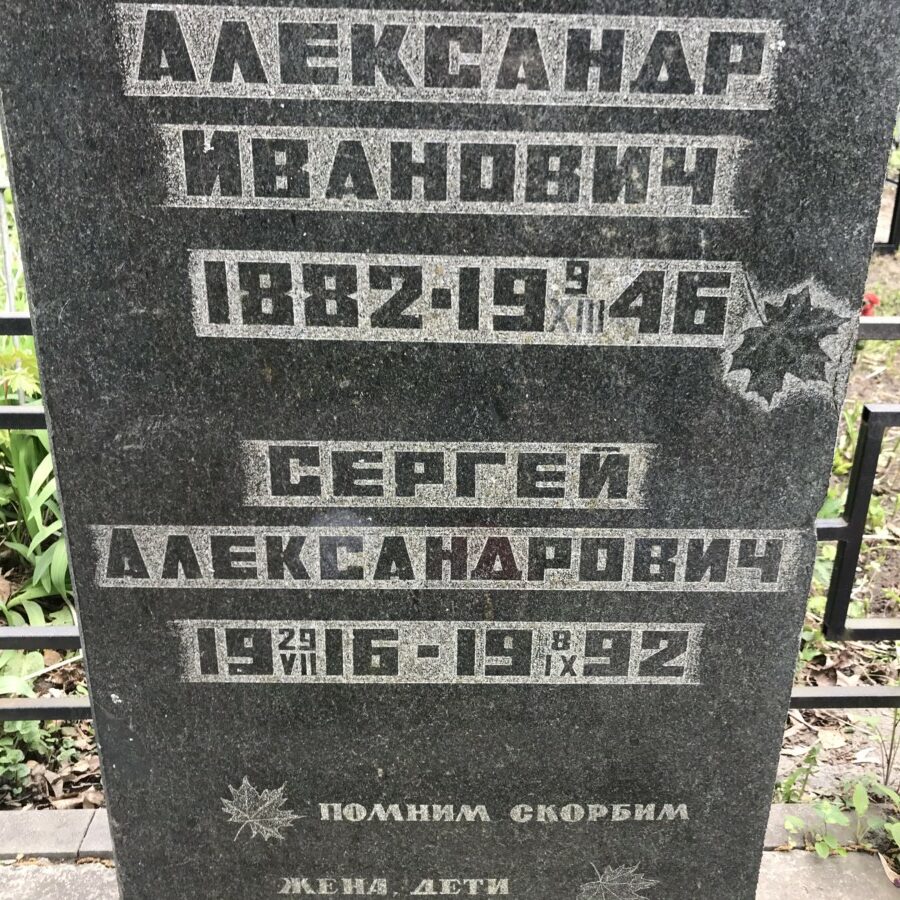 АЛЕКСАНДР
ИВАНОВИЧ
1882-19 9/XIII 46
СЕРГЕЙ
АЛЕКСАНДРОВИЧ
19 29/VII 16 - 19 8/IX 92
ПОМНИМ СКОРБИМ
ЖЕНА, ДЕТИ